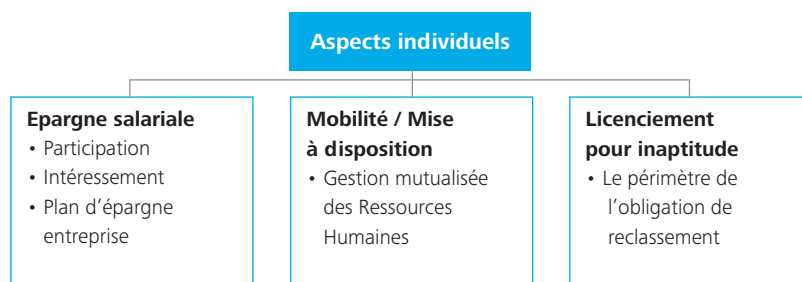 Aspects individuels
Epargne salariale
• Participation
• Intéressement
• Plan d’épargne
entreprise
Mobilité / Mise
à disposition
• Gestion mutualisée
des Ressources
Humaines
Licenciement
pour inaptitude
• Le périmètre de
l’obligation de
reclassement